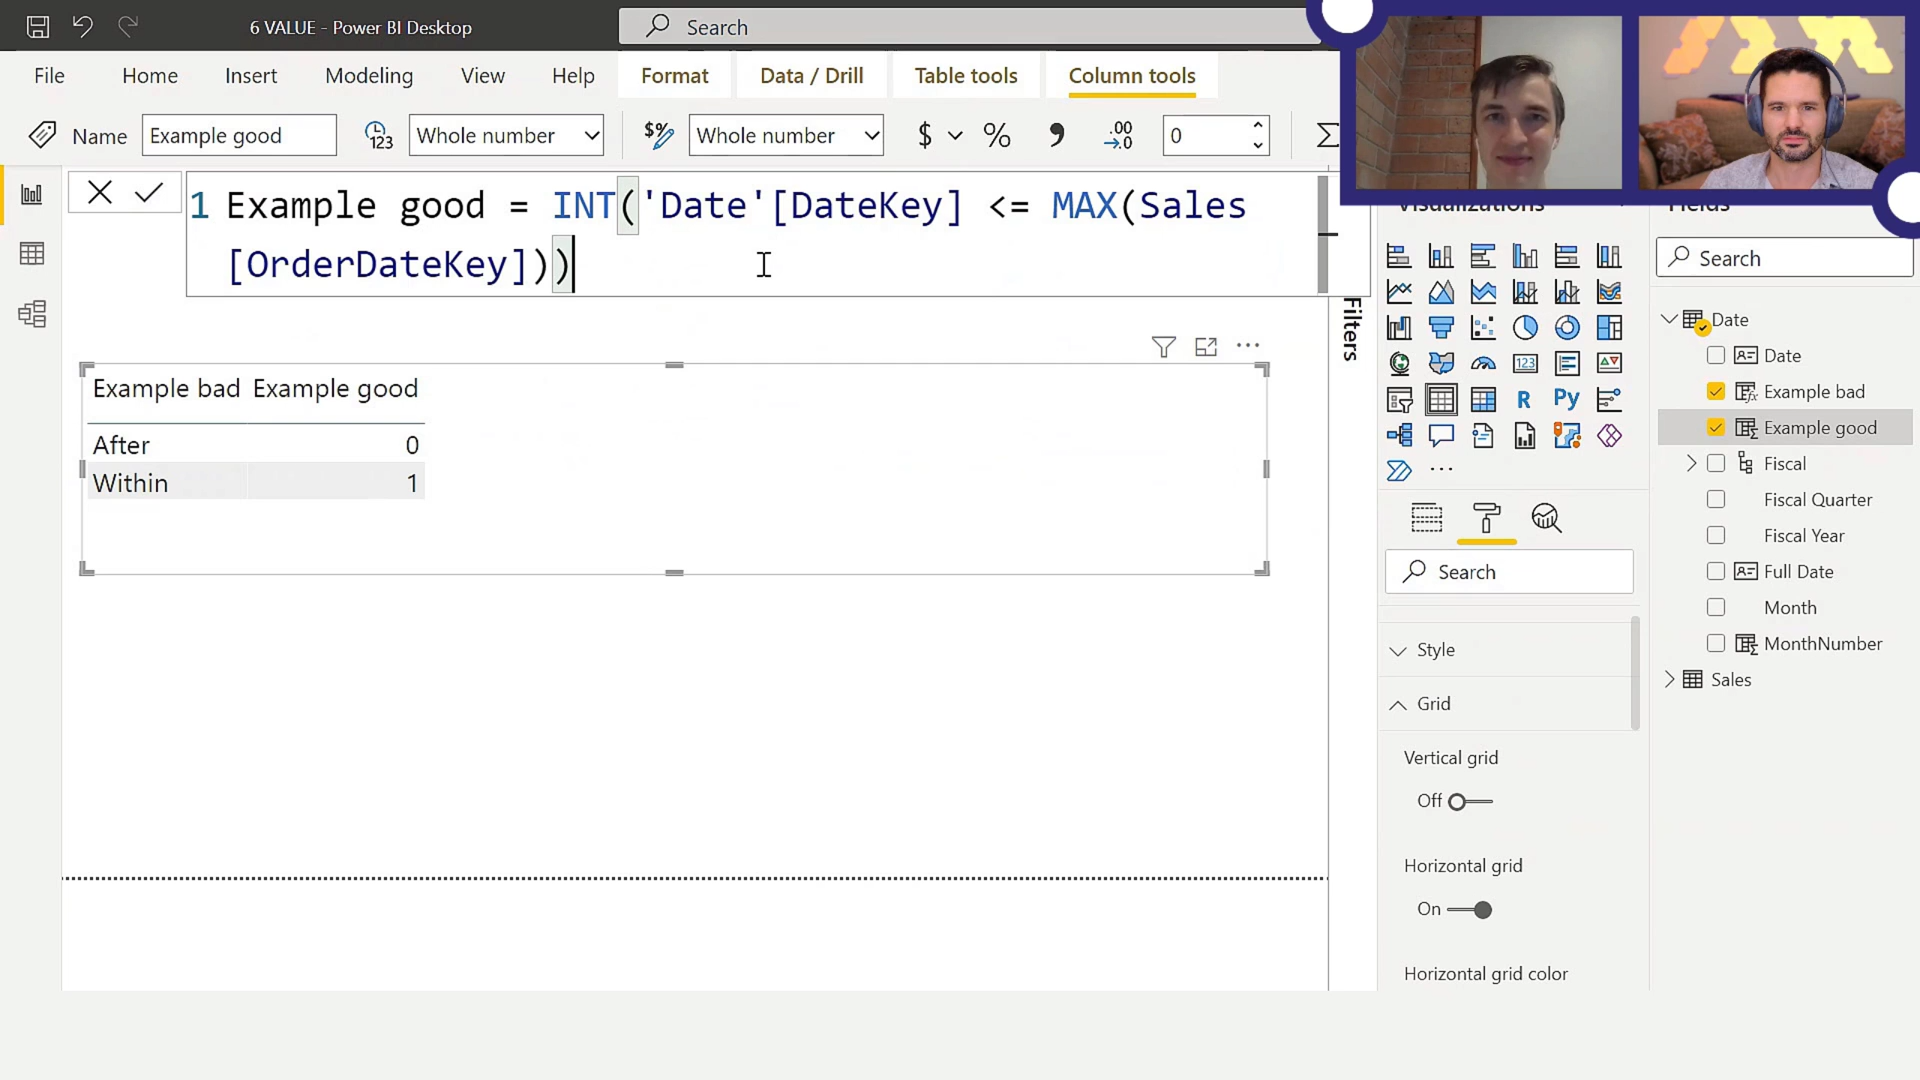 6 VALUE - Power BI Desktop
Search
File Home Insert Modeling View Help Format Data / Drill Table tools Column tools
Name Example good Whole number Whole number $ % 0
1 Example good = INT('Date'[DateKey] <= MAX(Sales
[OrderDateKey]))
Filters
Example bad Example good
After 0
Within 1
Visualizations
R Py
123
Search
Style
Grid
Vertical grid
Off
Horizontal grid
On
Horizontal grid color
Fields
Search
Date
Date
Example bad
Example good
Fiscal
Fiscal Quarter
Fiscal Year
Full Date
Month
MonthNumber
Sales